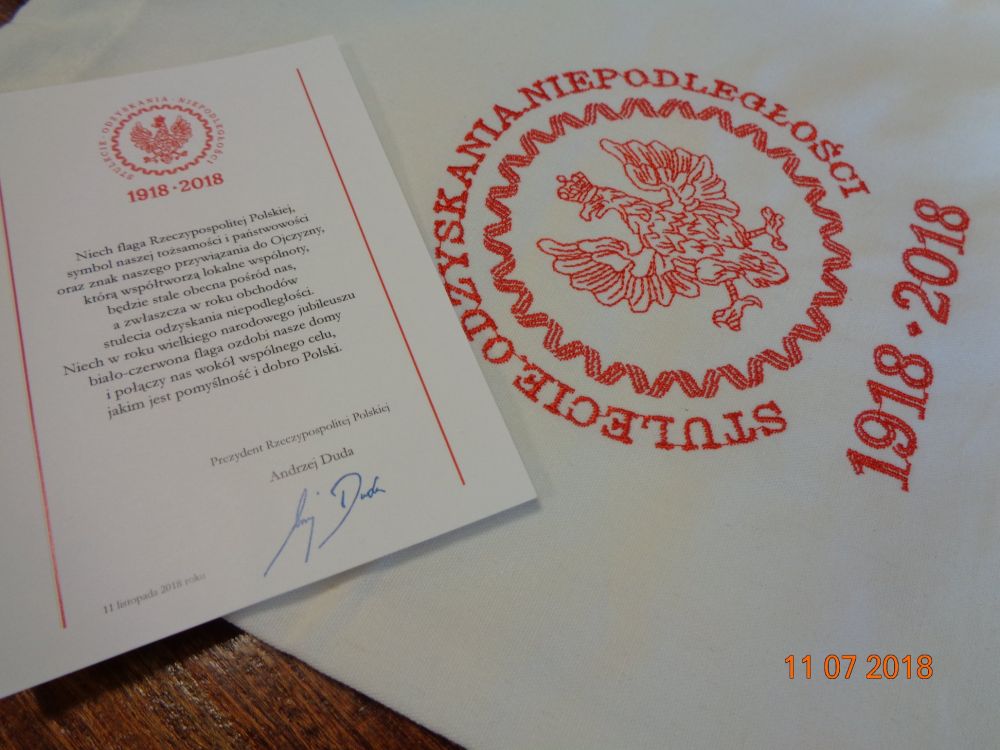 STULECIE · ODZYSKANIA · NIEPODLEGŁOŚCI
1918 · 2018
Niech flaga Rzeczypospolitej Polskiej,
symbol naszej tożsamości i państwowości
oraz znak naszego przywiązania do Ojczyzny,
którą współtworzą lokalne wspólnoty,
będzie stale obecna pośród nas,
a zwłaszcza w roku obchodów
stulecia odzyskania niepodległości.
Niech w roku wielkiego narodowego jubileuszu
biało-czerwona flaga ozdobi nasze domy
i połączy nas wokół wspólnego celu,
jakim jest pomyślność i dobro Polski.
Prezydent Rzeczypospolitej Polskiej
Andrzej Duda
Duda
11 listopada 2018 roku
STULECIE·ODZYSKANIA·NIEPODLEGŁOŚCI
1918·2018
11 07 2018